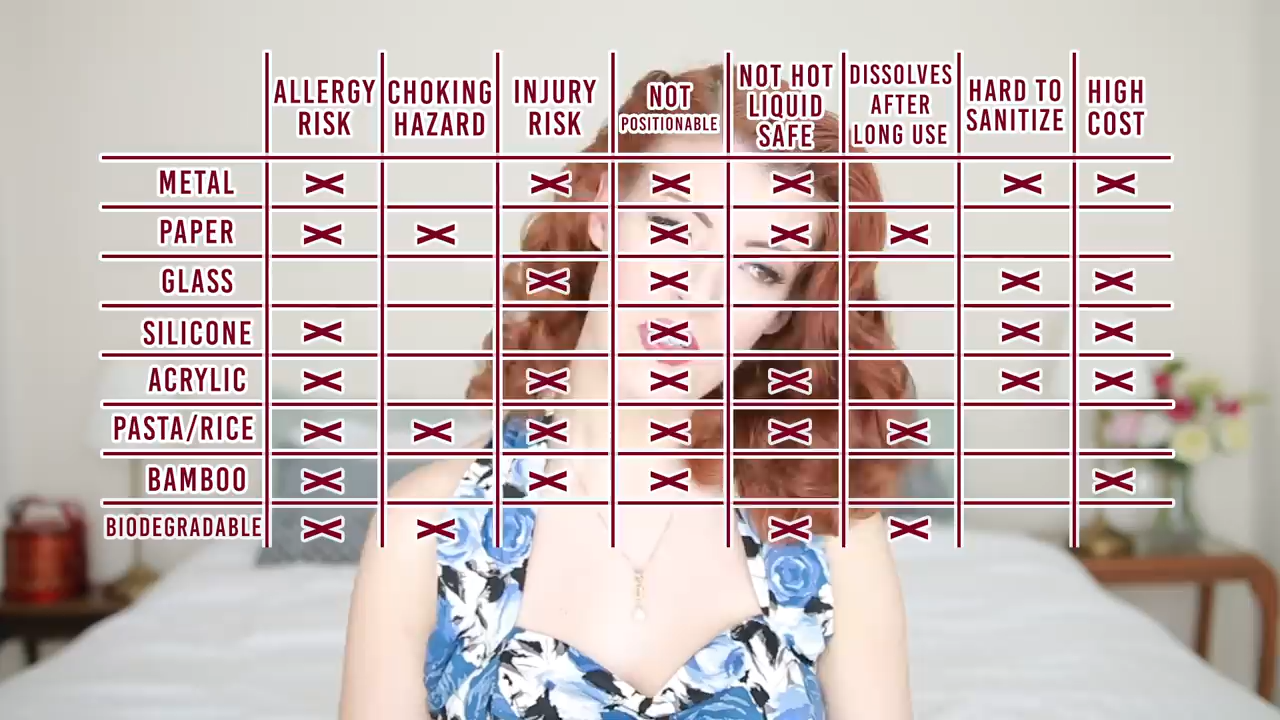 ALLERGY RISK
CHOKING HAZARD
INJURY RISK
NOT POSITIONABLE
NOT HOT LIQUID SAFE
DISSOLVES AFTER LONG USE
HARD TO SANITIZE
HIGH COST
METAL X X X X X X
PAPER X X X X X
GLASS X X X X
SILICONE X X X X
ACRYLIC X X X X X X
PASTA/RICE X X X X X X
BAMBOO X X X X
BIODEGRADABLE X X X X